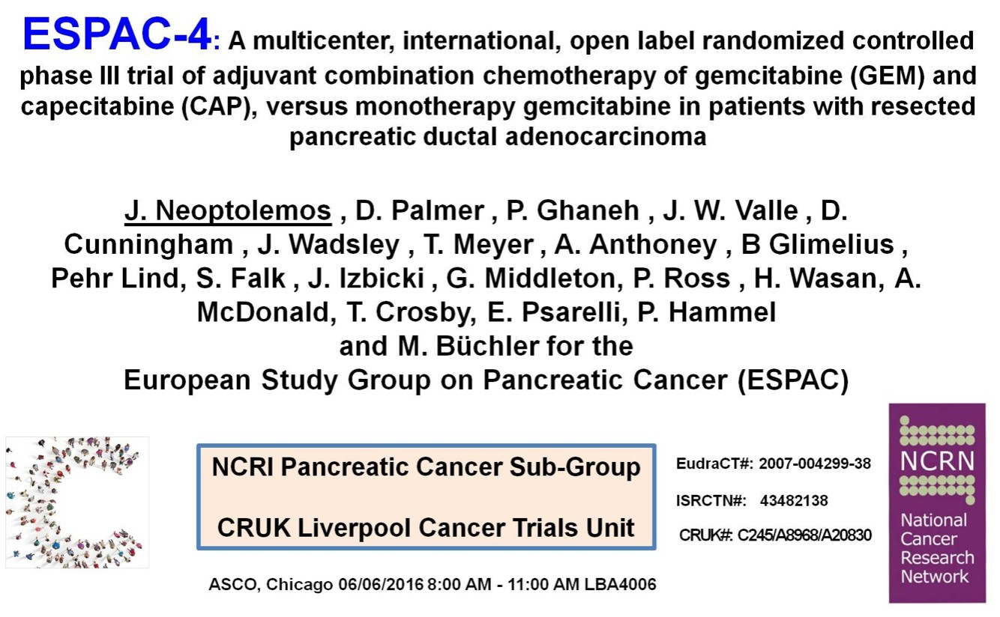 ESPAC-4: A multicenter, international, open label randomized controlled
phase III trial of adjuvant combination chemotherapy of gemcitabine (GEM) and
capecitabine (CAP), versus monotherapy gemcitabine in patients with resected
pancreatic ductal adenocarcinoma
J. Neoptolemos , D. Palmer , P. Ghaneh , J. W. Valle , D.
Cunningham , J. Wadsley , T. Meyer , A. Anthoney , B Glimelius ,
Pehr Lind, S. Falk , J. Izbicki , G. Middleton, P. Ross , H. Wasan, A.
McDonald, T. Crosby, E. Psarelli, P. Hammel
and M. Büchler for the
European Study Group on Pancreatic Cancer (ESPAC)
NCRI Pancreatic Cancer Sub-Group
CRUK Liverpool Cancer Trials Unit
EudraCT#: 2007-004299-38
ISRCTN#: 43482138
CRUK#: C245/A8968/A20830
NCRN
National
Cancer
Research
Network
ASCO, Chicago 06/06/2016 8:00 AM - 11:00 AM LBA4006